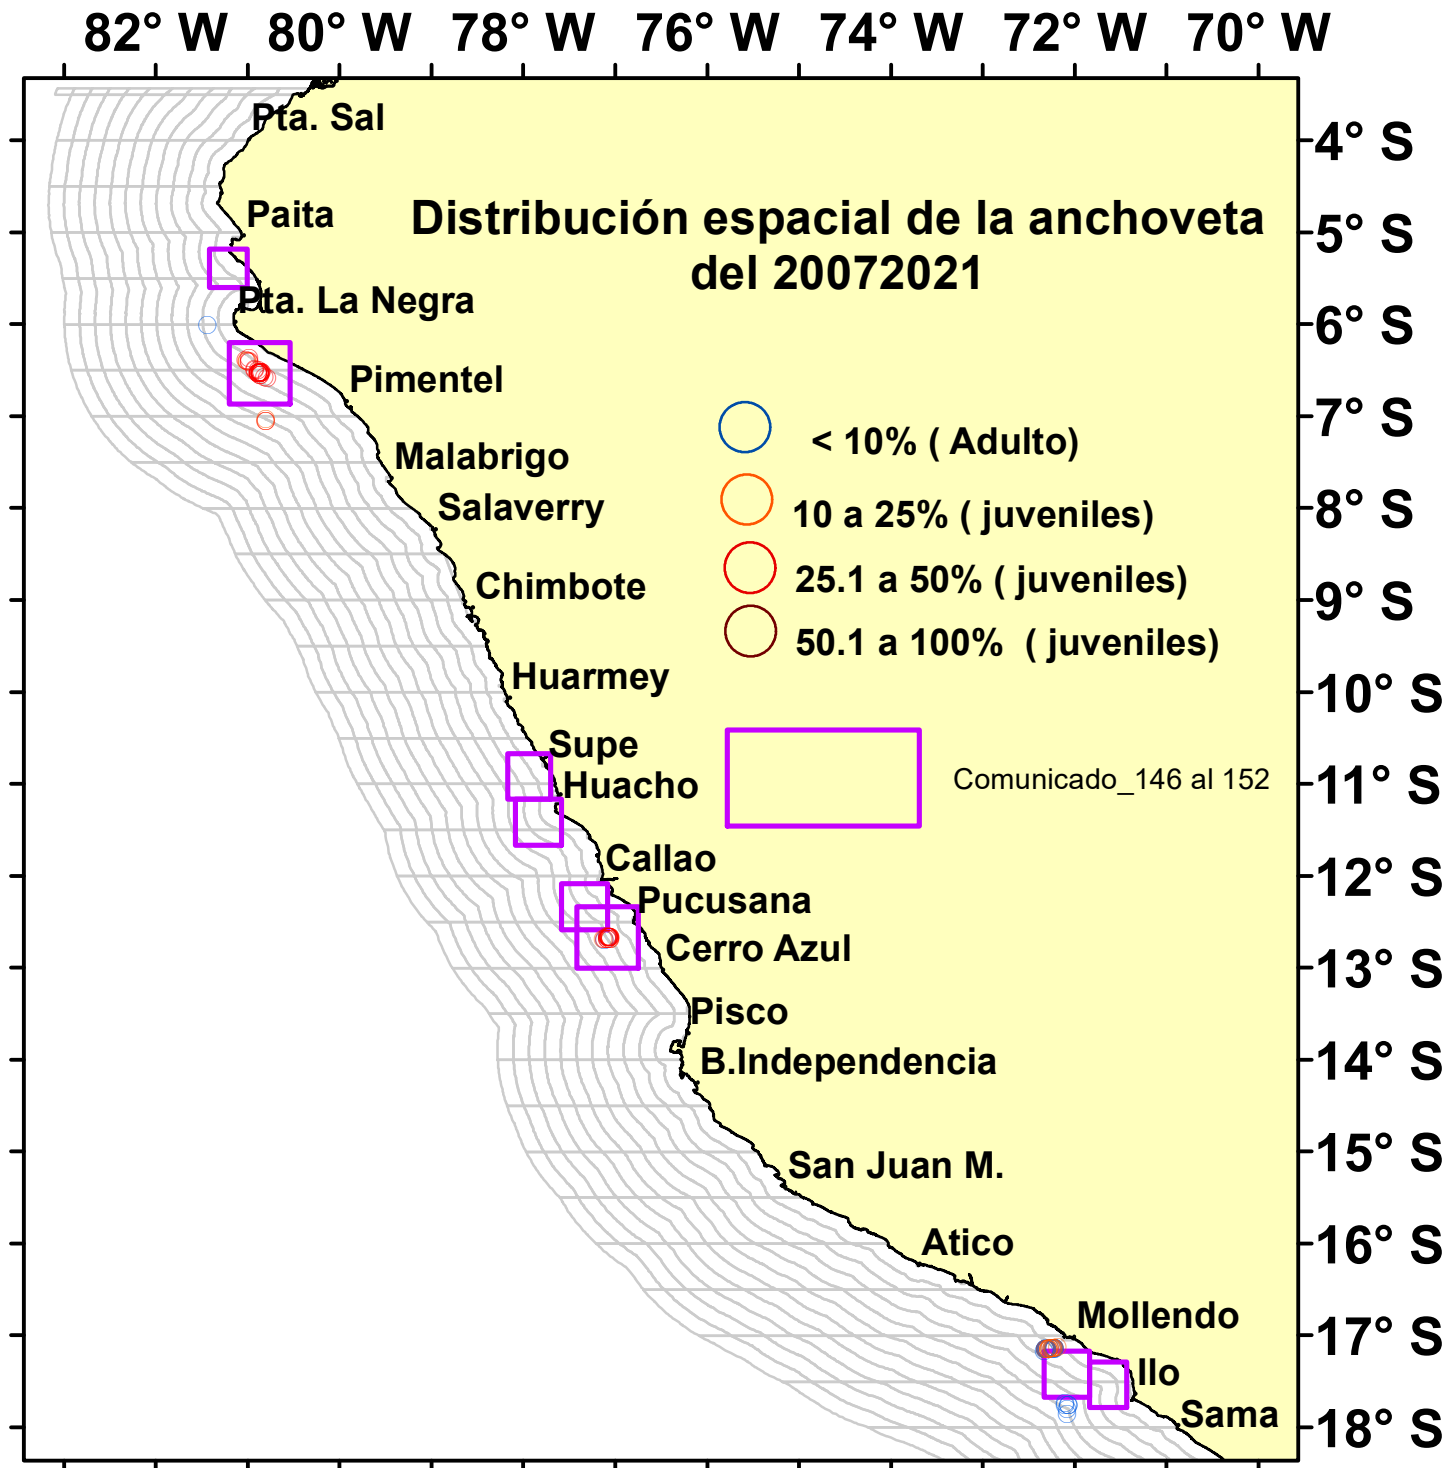 82° W 80° W 78° W 76° W 74° W 72° W 70° W
Pta. Sal
4° S
Paita
Distribución espacial de la anchoveta
5° S
del 20072021
Pta. La Negra
6° S
Pimentel
7° S
< 10% ( Adulto)
Malabrigo
Salaverry
8° S
10 a 25% ( juveniles)
Chimbote
25.1 a 50% ( juveniles)
9° S
50.1 a 100% ( juveniles)
Huarmey
10° S
Supe
Huacho
Comunicado_146 al 152
11° S
Callao
12° S
Pucusana
Cerro Azul
13° S
Pisco
B.Independencia
14° S
San Juan M.
15° S
Atico
16° S
Mollendo
17° S
Ilo
Sama
18° S